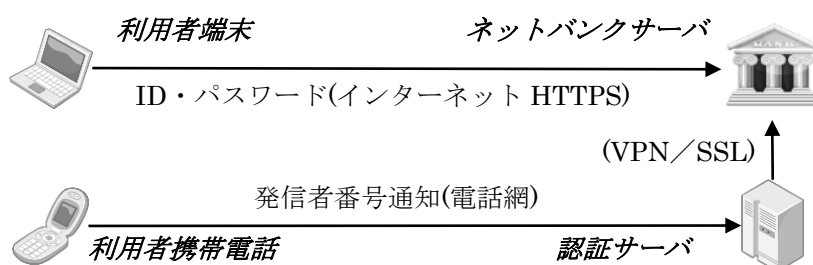 利用者端末 ネットバンクサーバ
BANK
ID・パスワード(インターネット HTTPS)
(VPN／SSL)
発信者番号通知(電話網)
利用者携帯電話 認証サーバ